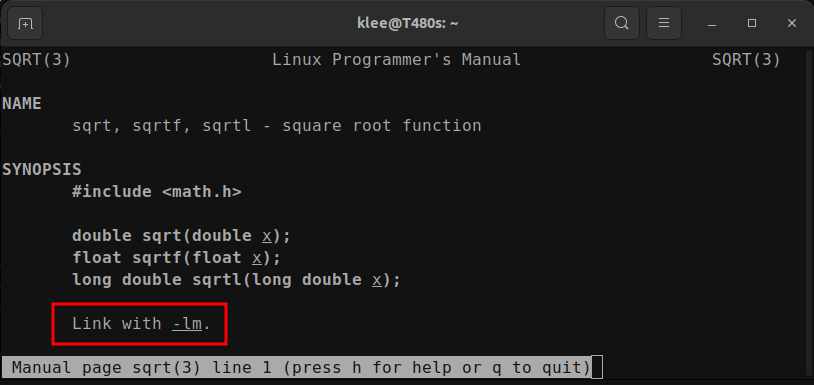 klee@T480s: ~
SQRT(3) Linux Programmer's Manual SQRT(3)
NAME
sqrt, sqrtf, sqrtl - square root function
SYNOPSIS
#include <math.h>
double sqrt(double x);
float sqrtf(float x);
long double sqrtl(long double x);
Link with -lm.
Manual page sqrt(3) line 1 (press h for help or q to quit)